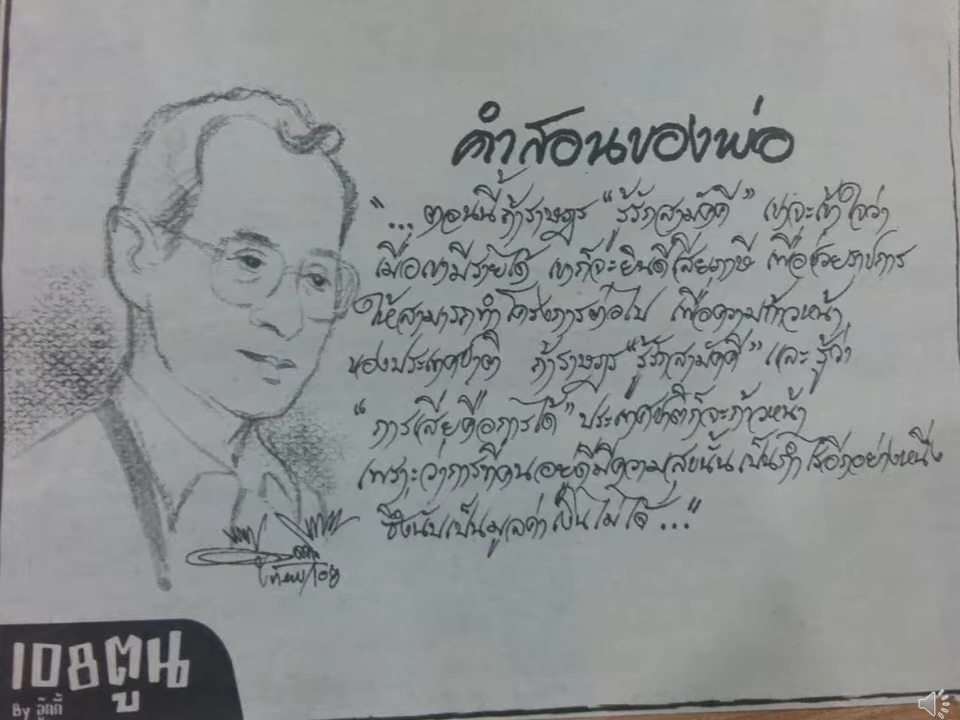 คำสอนของพ่อ
"... ตอนนี้ถ้าราษฎร "รู้รักสามัคคี" เขาจะเข้าใจว่า
เมื่อเขามีรายได้ เขาก็จะยินดีเสียภาษี เพื่อช่วยราชการ
ให้สามารถทำโครงการต่อไป เพื่อความก้าวหน้า
ของประเทศชาติ ถ้าราษฎร "รู้รักสามัคคี" และ รู้ว่า
"การเสียคือการได้" ประเทศชาติก็จะก้าวหน้า
เพราะว่าการที่คนอยู่ดีมีความสุขนั้น เป็นกำไรอีกอย่างหนึ่ง
ซึ่งนับเป็นมูลค่าเงินไม่ได้ ..."
108ตูน
By อู๊ดดี้